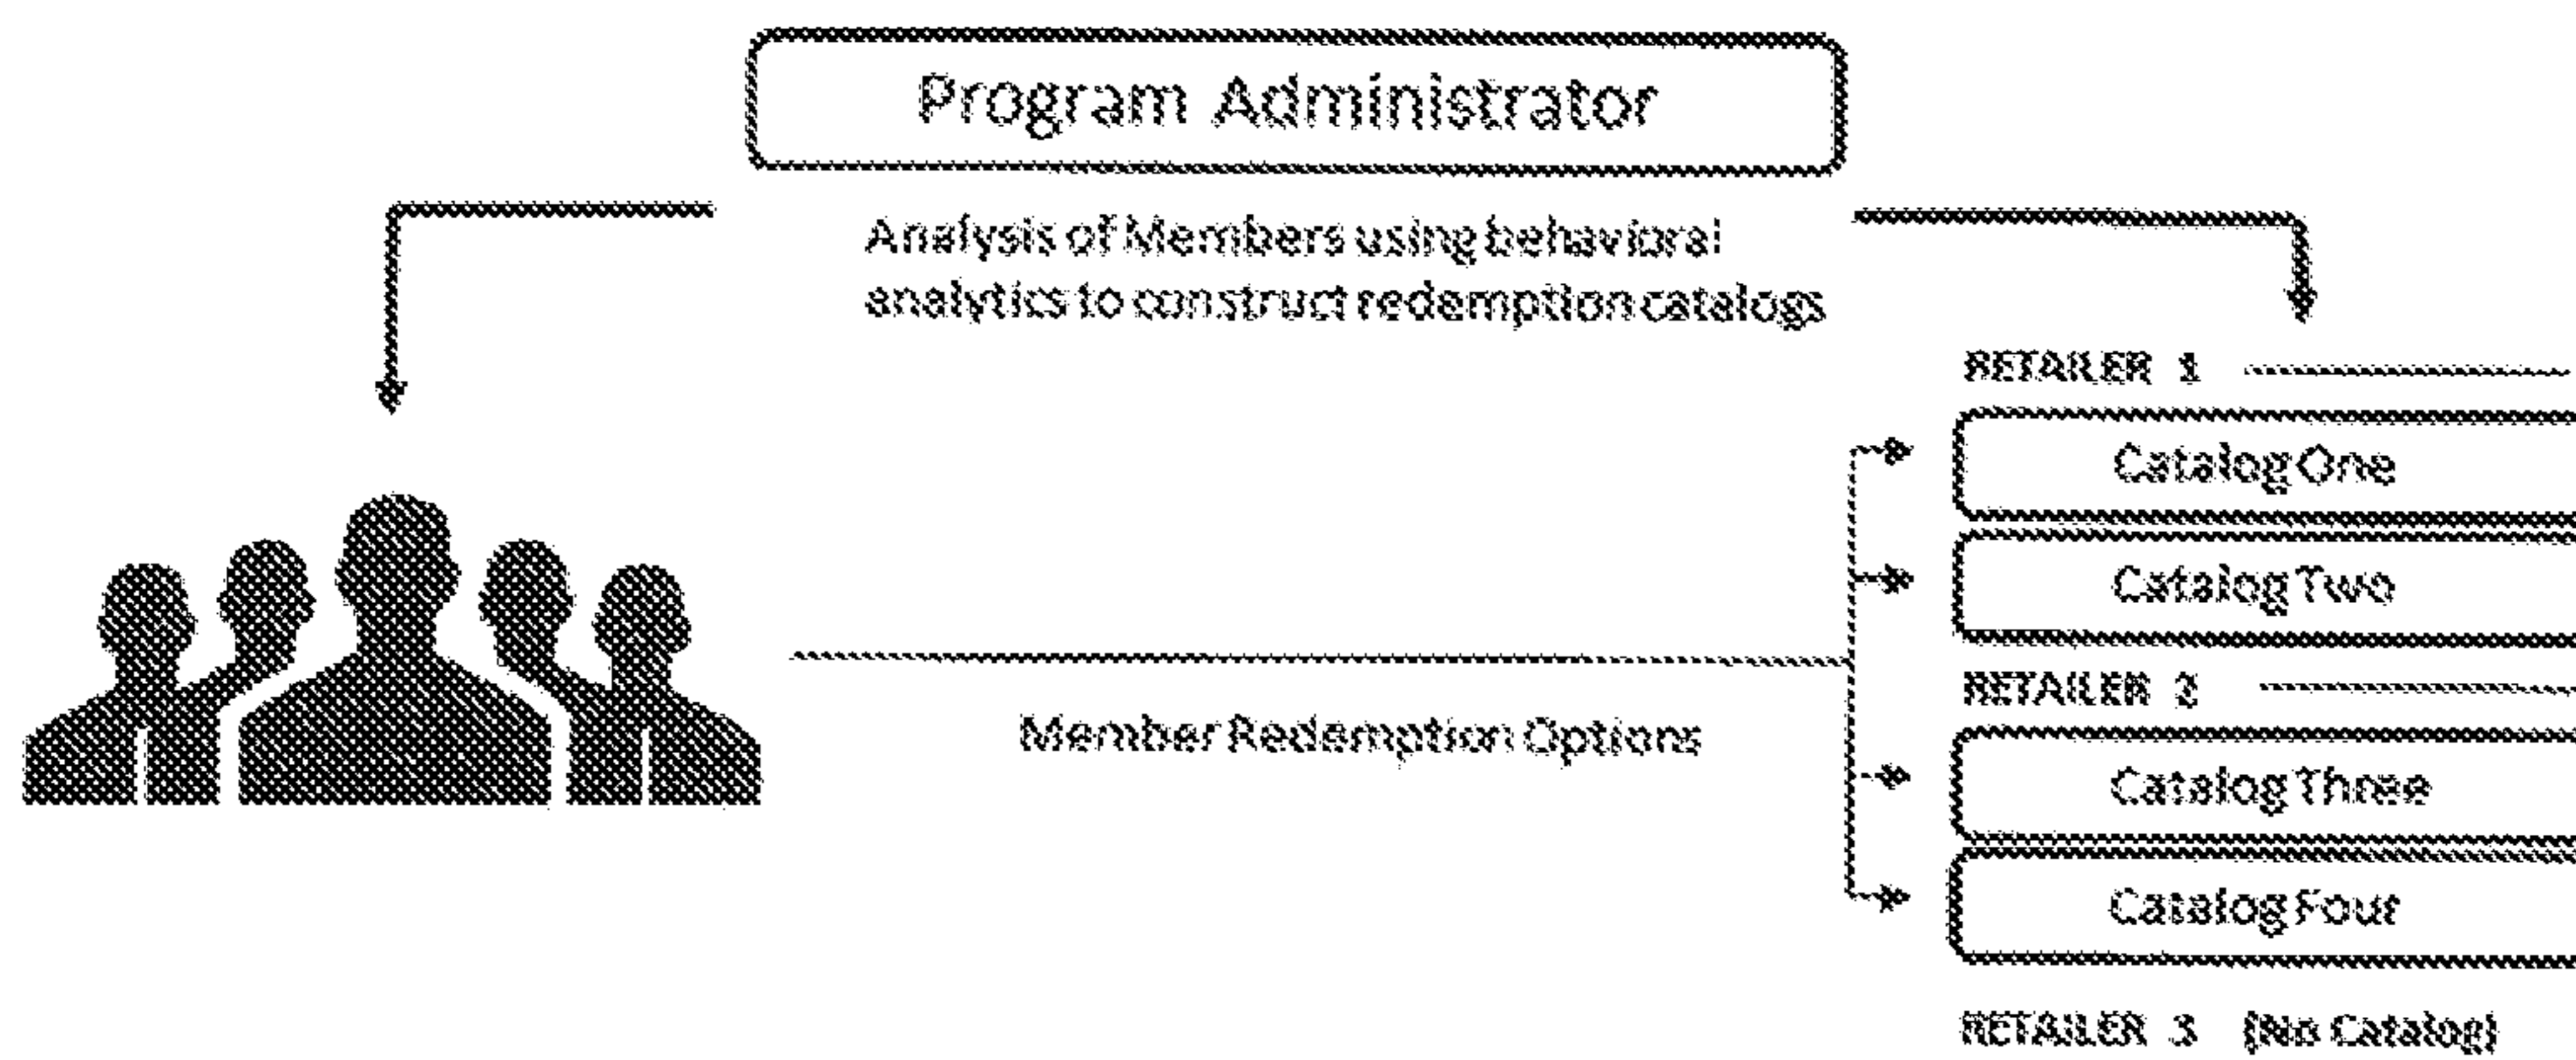 Program Administrator
Analysis of Members using behavioral
analytics to construct redemption catalogs
RETAILER 1
Catalog One
Catalog Two
RETAILER 2
Member Redemption Options
Catalog Three
Catalog Four
RETAILER 3 (No Catalog)